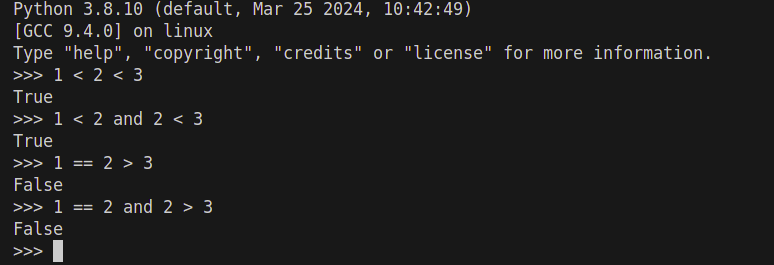 Python 3.8.10 (default, Mar 25 2024, 10:42:49)
[GCC 9.4.0] on linux
Type "help", "copyright", "credits" or "license" for more information.
>>> 1 < 2 < 3
True
>>> 1 < 2 and 2 < 3
True
>>> 1 == 2 > 3
False
>>> 1 == 2 and 2 > 3
False
>>>